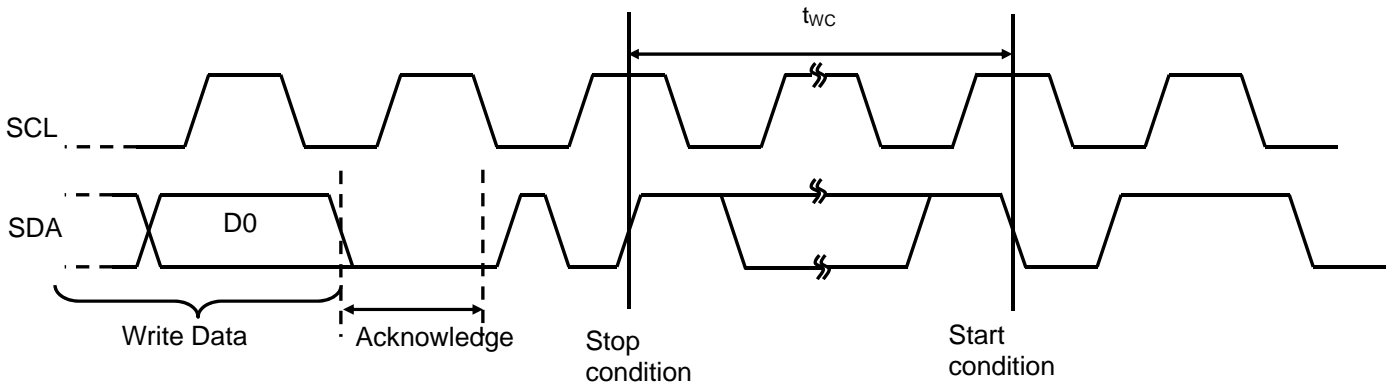 tWC
SCL
SDA
D0
Write Data
Acknowledge
Stop
condition
Start
condition